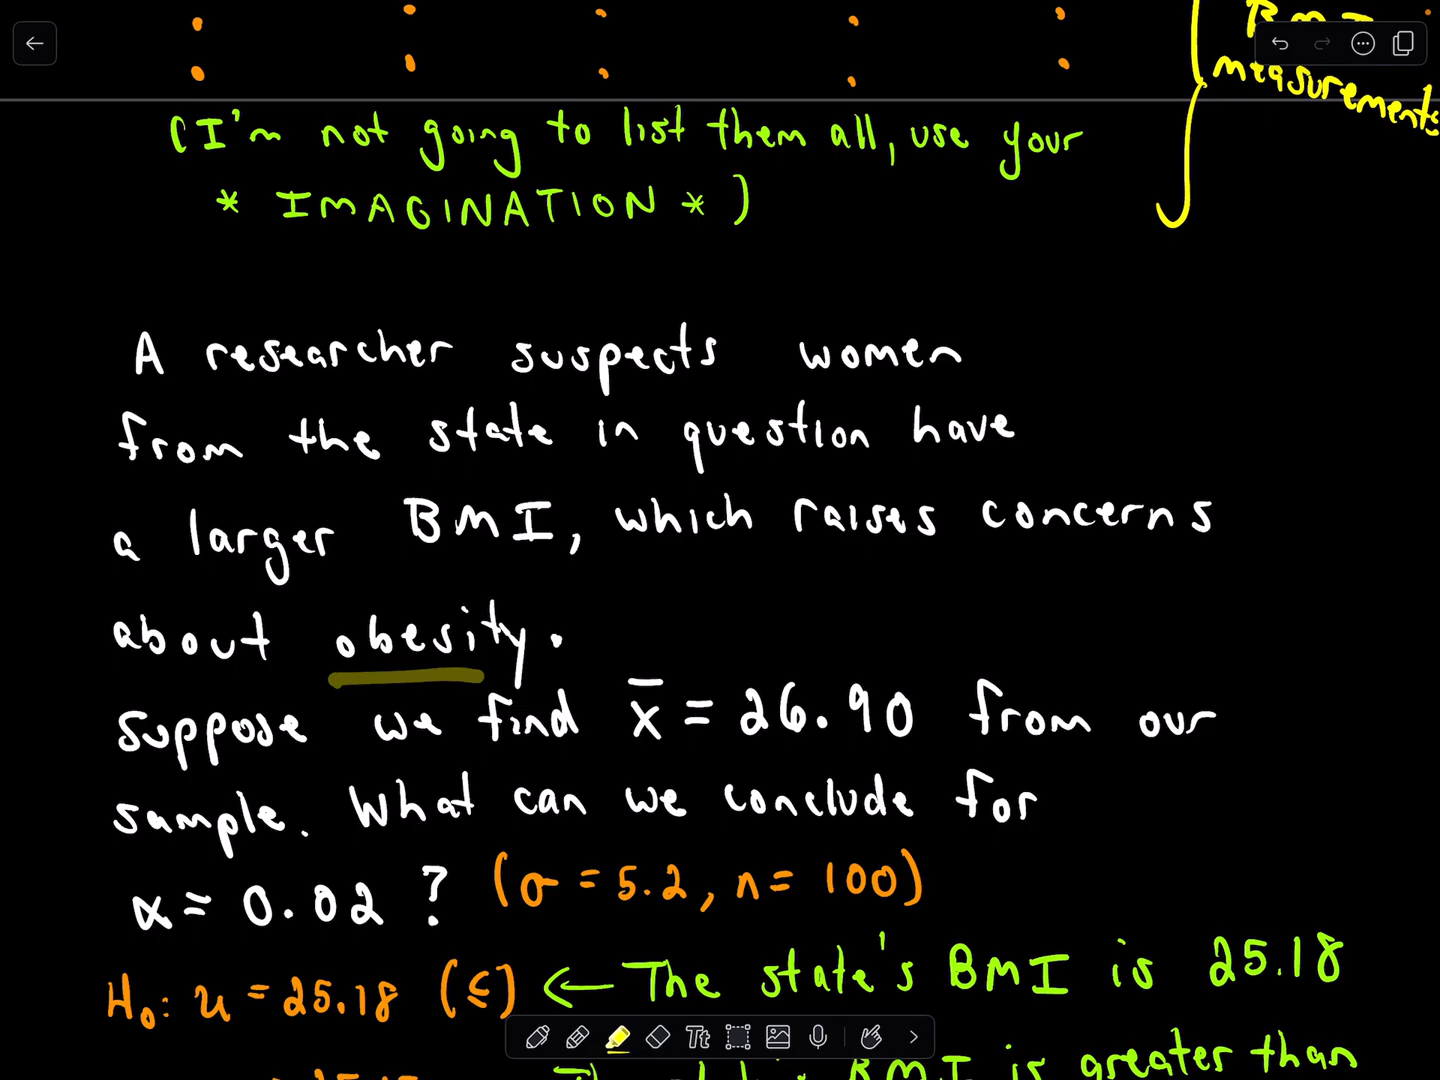 BMI
measurements
(I'm not going to list them all, use your
* IMAGINATION *)
A researcher suspects women
from the state in question have
a larger BMI, which raises concerns
about obesity.
suppose we find x̄ = 26.90 from our
sample. What can we conclude for
α = 0.02 ? (σ = 5.2, n = 100)
H₀: u = 25.18 (≤) ← The state's BMI is 25.18
BMI is greater than
Tt